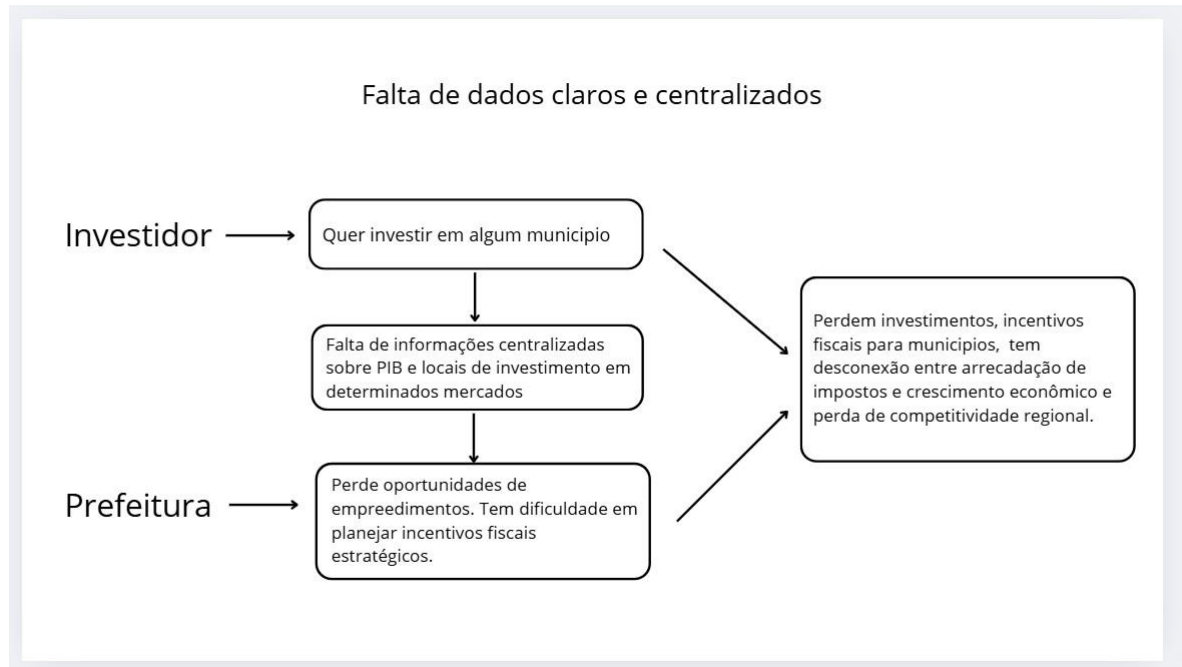 Falta de dados claros e centralizados
Investidor
Quer investir em algum municipio
Falta de informações centralizadas
sobre PIB e locais de investimento em
determinados mercados
Prefeitura
Perde oportunidades de
empreedimentos. Tem dificuldade em
planejar incentivos fiscais
estratégicos.
Perdem investimentos, incentivos
fiscais para municipios, tem
desconexão entre arrecadação de
impostos e crescimento econômico e
perda de competitividade regional.